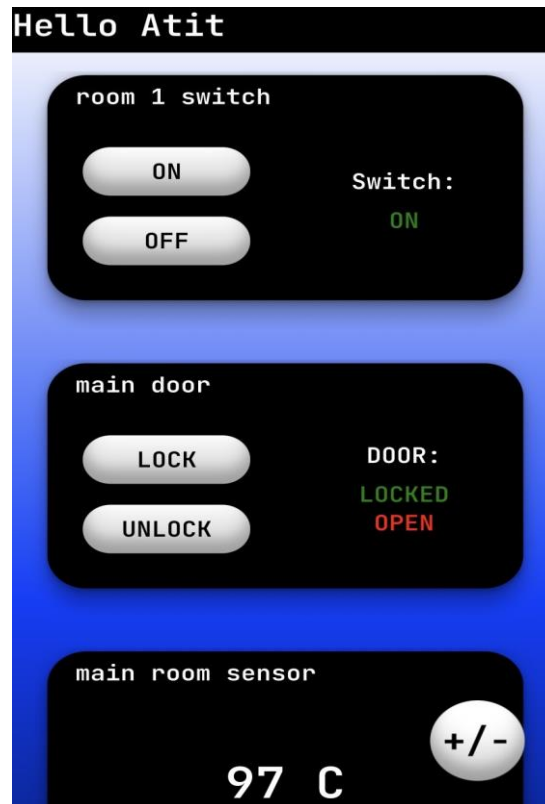 Hello Atit
room 1 switch
ON
OFF
Switch:
ON
main door
LOCK
UNLOCK
DOOR:
LOCKED
OPEN
main room sensor
+/-
97 C